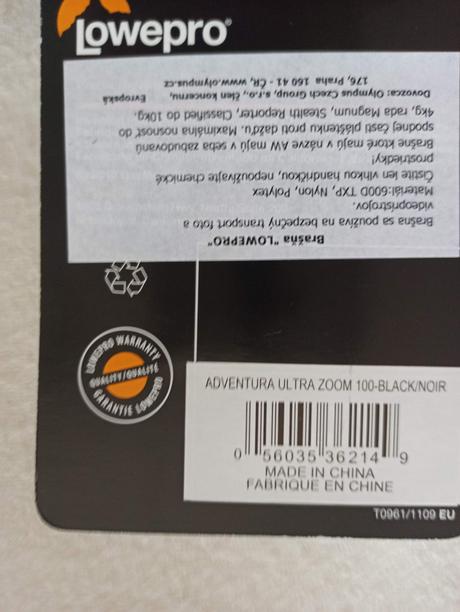 Lowepro®
Brašňa "LOWEPRO"
Brašna sa používa na bezpečný transport foto a
videoprístrojov.
Materiál:600D TXP, Nylon, Polytex
Čistite len vlhkou handričkou, nepoužívajte chemické
prostriedky!
Brašne ktoré majú v názve AW majú v seba zabudovanú
spodnej časti pláštenku proti dažďu. Maximálna nosnosť do
4kg, rada Magnum, Stealth Reporter, Classified do 10kg.
Dovozca: Olympus Czech Group, s.r.o., člen koncernu, Evropská
176, Praha 160 41 - ČR, www.olympus.cz
LOWEPRO WARRANTY
QUALITY/QUALITÉ
GARANTIE LOWEPRO
ADVENTURA ULTRA ZOOM 100-BLACK/NOIR
0 56035 36214 9
MADE IN CHINA
FABRIQUE EN CHINE
T0961/1109 EU